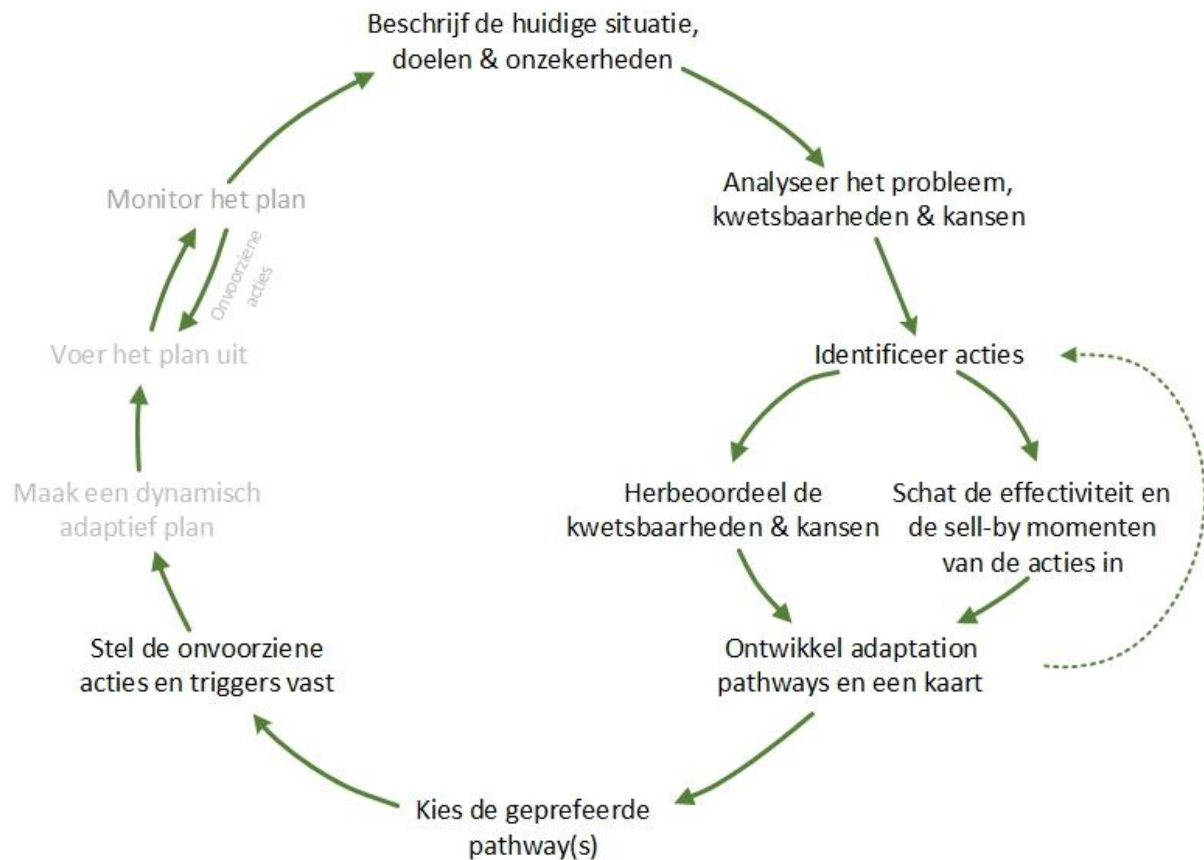 Beschrijf de huidige situatie,
doelen & onzekerheden
Analyseer het probleem,
kwetsbaarheden & kansen
Identificeer acties
Herbeoordeel de
kwetsbaarheden & kansen
Schat de effectiviteit en
de sell-by momenten
van de acties in
Ontwikkel adaptation
pathways en een kaart
Kies de geprefeerde
pathway(s)
Stel de onvoorziene
acties en triggers vast
Maak een dynamisch
adaptief plan
Voer het plan uit
Monitor het plan
Onvoorziene
acties